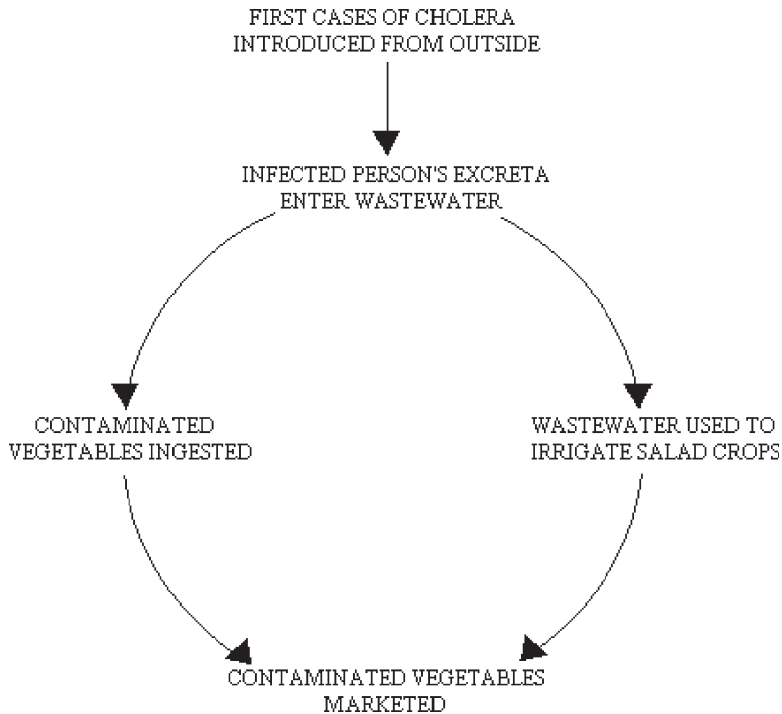 FIRST CASES OF CHOLERA
INTRODUCED FROM OUTSIDE
INFECTED PERSON'S EXCRETA
ENTER WASTEWATER
CONTAMINATED
VEGETABLES INGESTED
WASTEWATER USED TO
IRRIGATE SALAD CROPS
CONTAMINATED VEGETABLES
MARKETED